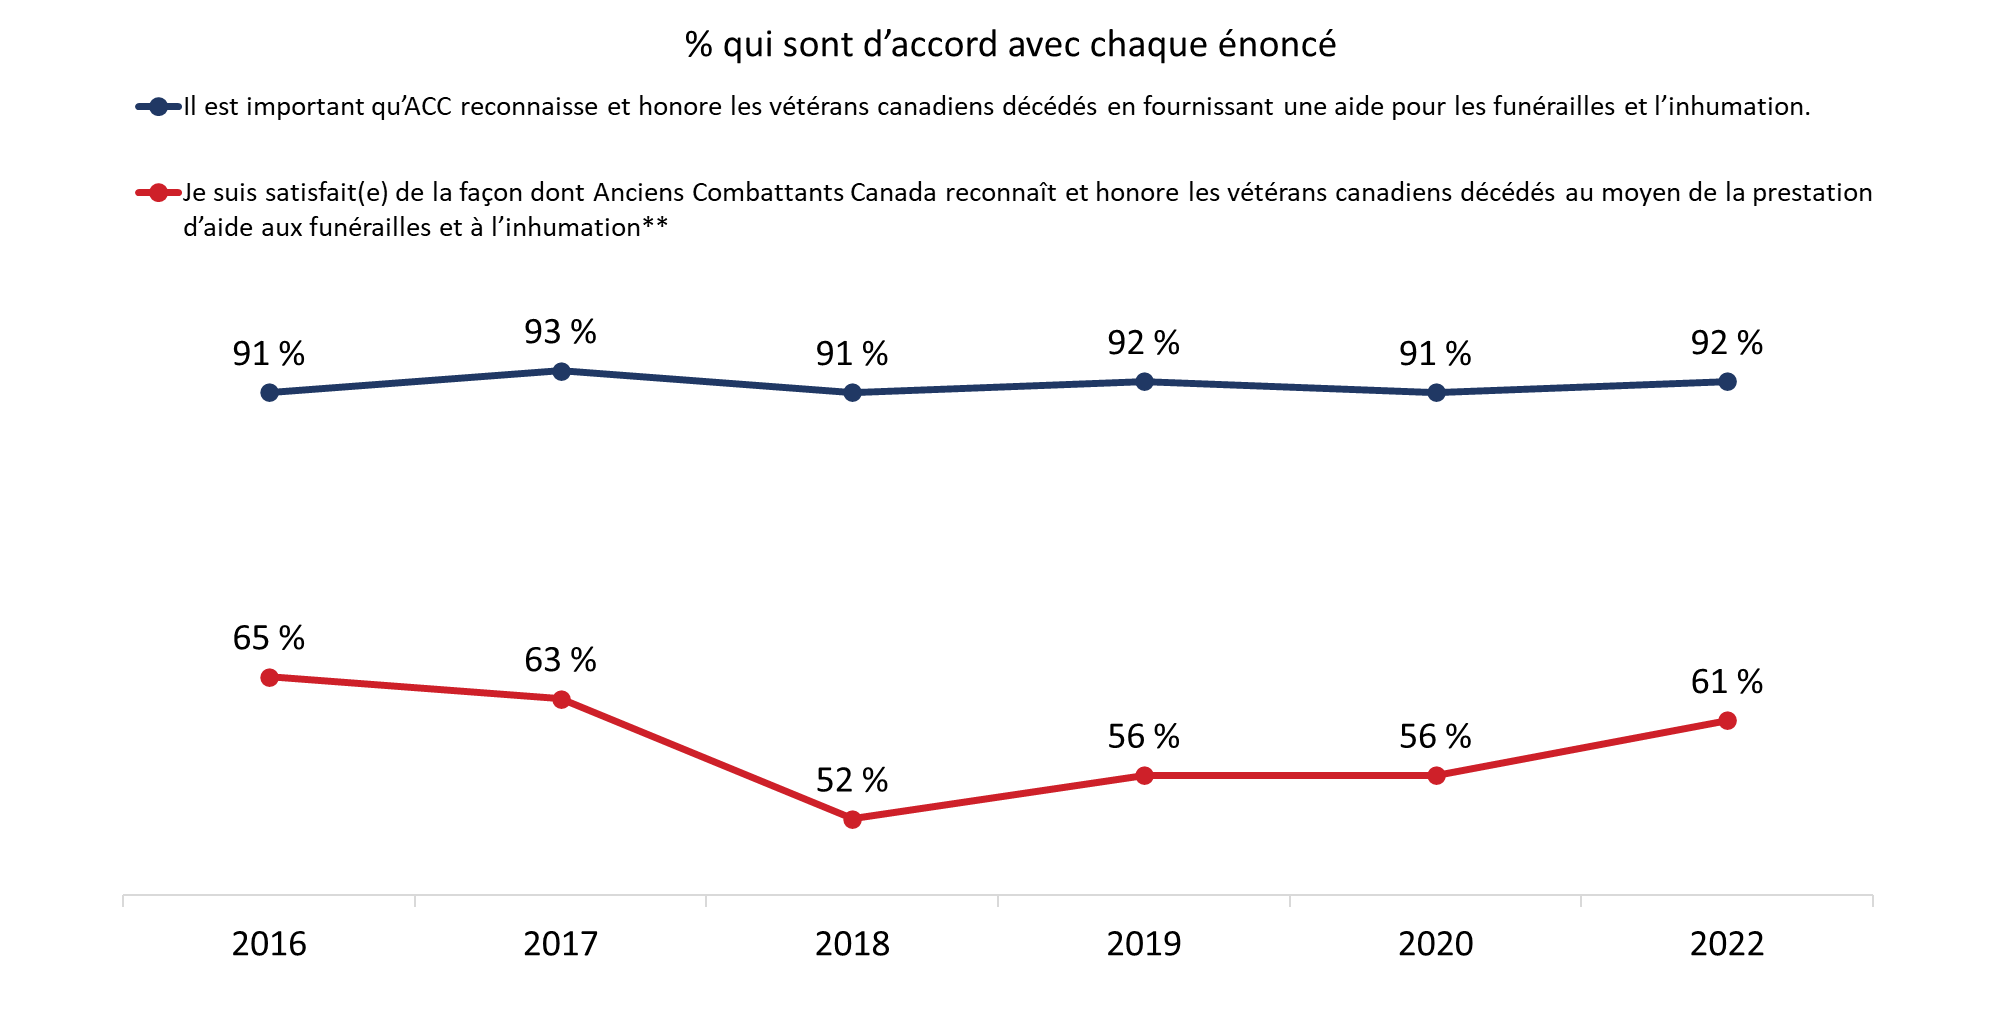 % qui sont d’accord avec chaque énoncé
Il est important qu’ACC reconnaisse et honore les vétérans canadiens décédés en fournissant une aide pour les funérailles et l’inhumation.
Je suis satisfait(e) de la façon dont Anciens Combattants Canada reconnaît et honore les vétérans canadiens décédés au moyen de la prestation
d’aide aux funérailles et à l’inhumation**
91 % 93 % 91 % 92 % 91 % 92 %
65 % 63 % 52 % 56 % 56 % 61 %
2016 2017 2018 2019 2020 2022